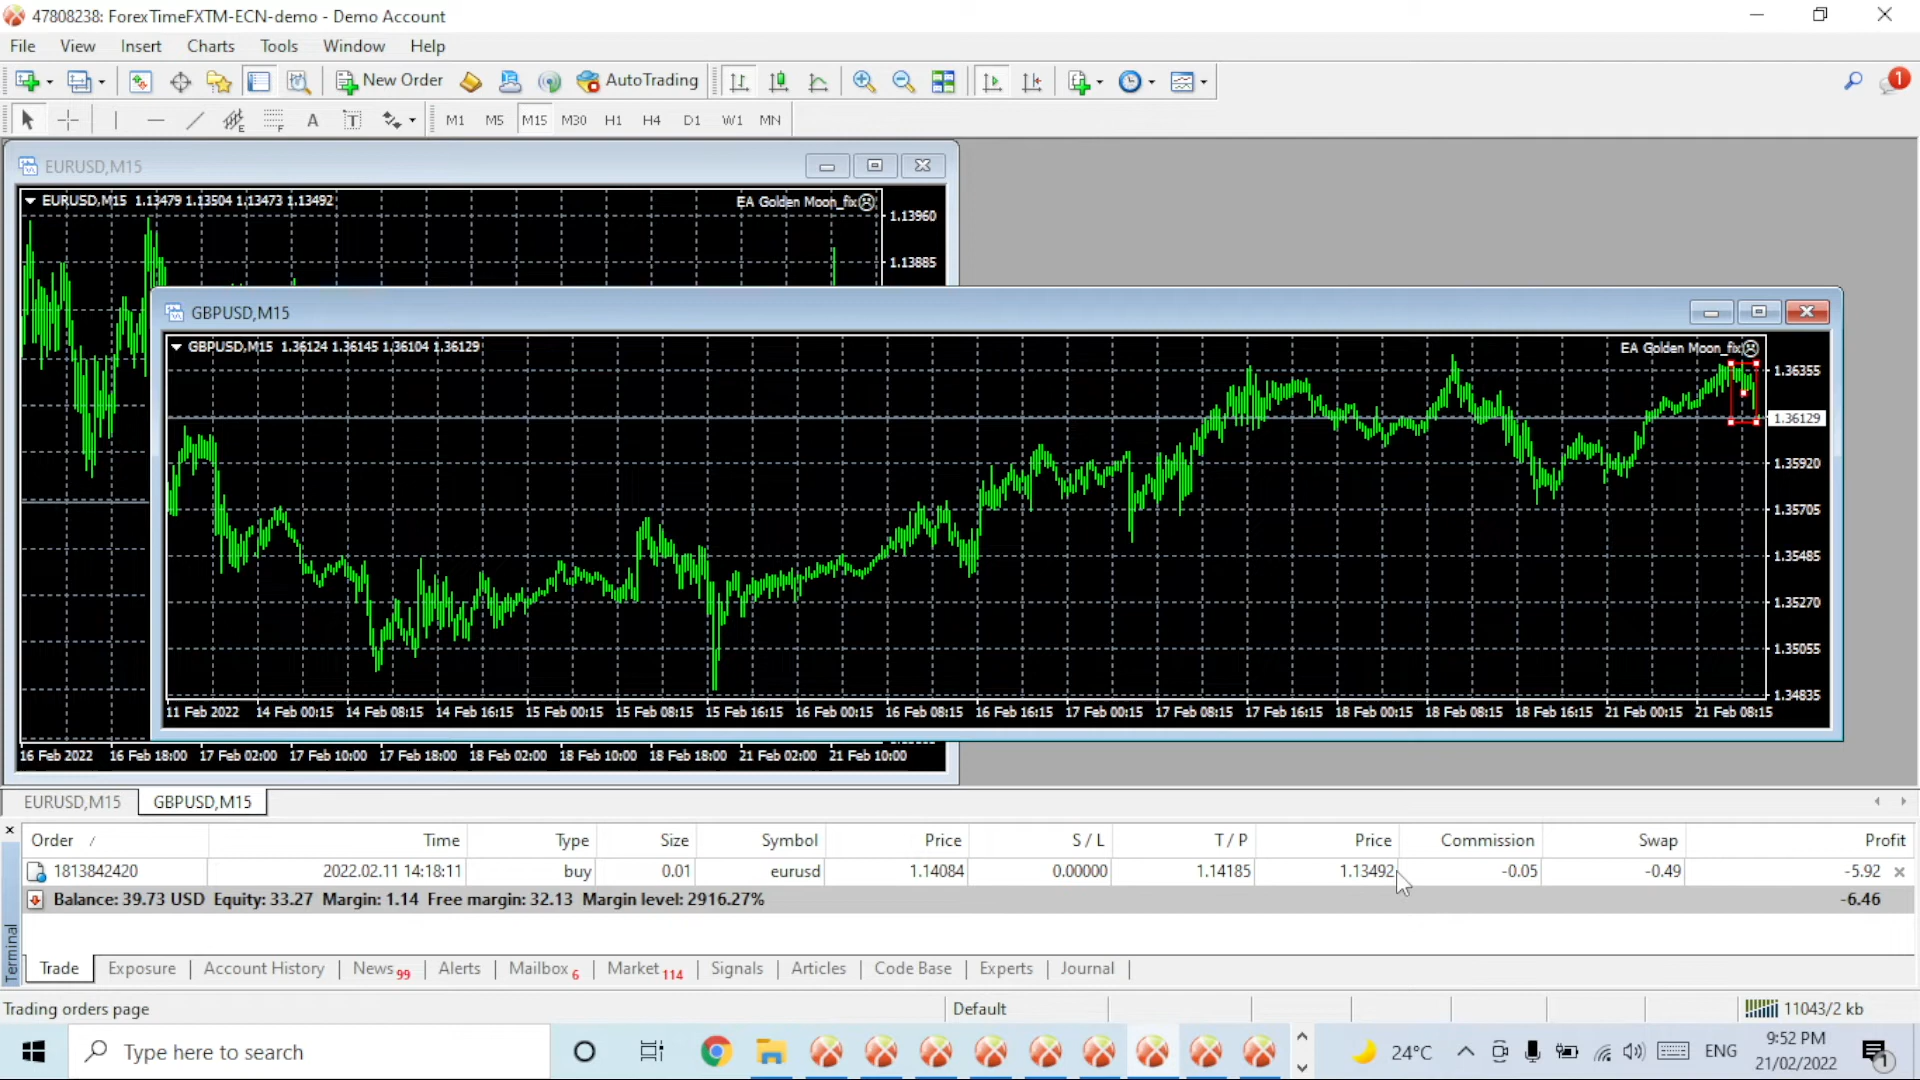 47808238: ForexTimeFXTM-ECN-demo - Demo Account
File View Insert Charts Tools Window Help
New Order AutoTrading 1
A T M1 M5 M15 M30 H1 H4 D1 W1 MN
EURUSD,M15
EURUSD,M15 1.13479 1.13504 1.13473 1.13492 EA Golden Moon_fix
1.13960
1.13885
GBPUSD,M15
GBPUSD,M15 1.36124 1.36145 1.36104 1.36129 EA Golden Moon_fix
1.36355
1.36129
1.35920
1.35705
1.35485
1.35270
1.35055
1.34835
11 Feb 2022 14 Feb 00:15 14 Feb 08:15 14 Feb 16:15 15 Feb 00:15 15 Feb 08:15 15 Feb 16:15 16 Feb 00:15 16 Feb 08:15 16 Feb 16:15 17 Feb 00:15 17 Feb 08:15 17 Feb 16:15 18 Feb 00:15 18 Feb 08:15 18 Feb 16:15 21 Feb 00:15 21 Feb 08:15
16 Feb 2022 16 Feb 18:00 17 Feb 02:00 17 Feb 10:00 17 Feb 18:00 18 Feb 02:00 18 Feb 10:00 18 Feb 18:00 21 Feb 02:00 21 Feb 10:00
EURUSD,M15 GBPUSD,M15
Order / Time Type Size Symbol Price S / L T / P Price Commission Swap Profit
1813842420 2022.02.11 14:18:11 buy 0.01 eurusd 1.14084 0.00000 1.14185 1.13492 -0.05 -0.49 -5.92
Balance: 39.73 USD Equity: 33.27 Margin: 1.14 Free margin: 32.13 Margin level: 2916.27% -6.46
Terminal
Trade Exposure Account History News 99 Alerts Mailbox 6 Market 114 Signals Articles Code Base Experts Journal
Trading orders page Default 11043/2 kb
Type here to search 24°C ENG 9:52 PM
21/02/2022 1